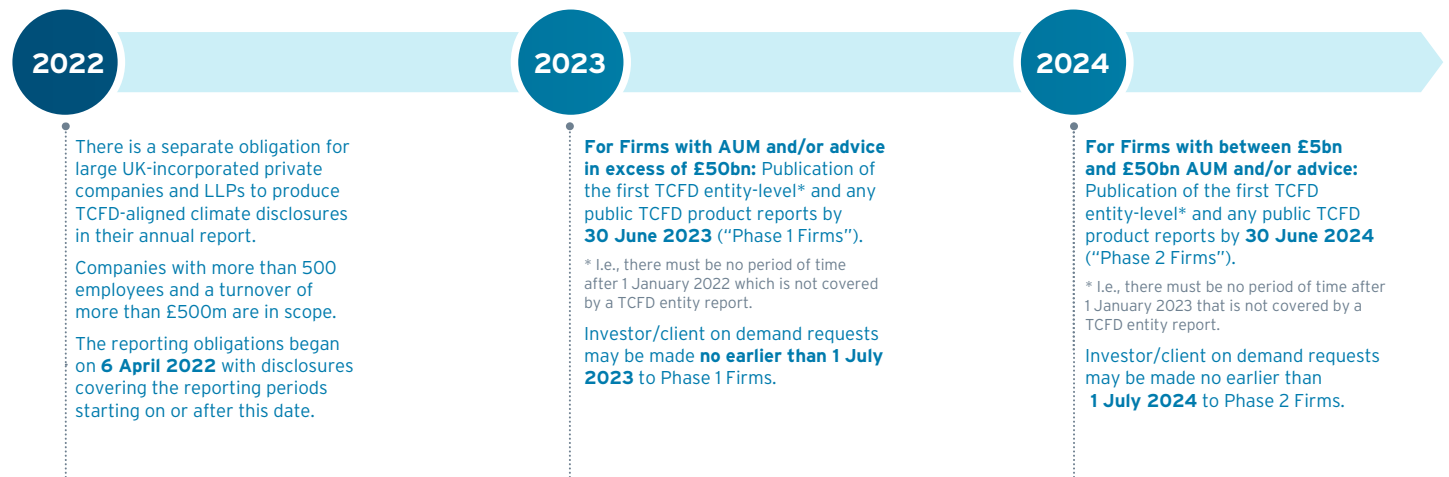 2022
There is a separate obligation for
large UK-incorporated private
companies and LLPs to produce
TCFD-aligned climate disclosures
in their annual report.
Companies with more than 500
employees and a turnover of
more than £500m are in scope.
The reporting obligations began
on 6 April 2022 with disclosures
covering the reporting periods
starting on or after this date.
2023
For Firms with AUM and/or advice
in excess of £50bn: Publication of
the first TCFD entity-level* and any
public TCFD product reports by
30 June 2023 (“Phase 1 Firms”).
* I.e., there must be no period of time
after 1 January 2022 which is not covered
by a TCFD entity report.
Investor/client on demand requests
may be made no earlier than 1 July
2023 to Phase 1 Firms.
2024
For Firms with between £5bn
and £50bn AUM and/or advice:
Publication of the first TCFD
entity-level* and any public TCFD
product reports by 30 June 2024
(“Phase 2 Firms”).
* I.e., there must be no period of time after
1 January 2023 that is not covered by a
TCFD entity report.
Investor/client on demand requests
may be made no earlier than
1 July 2024 to Phase 2 Firms.